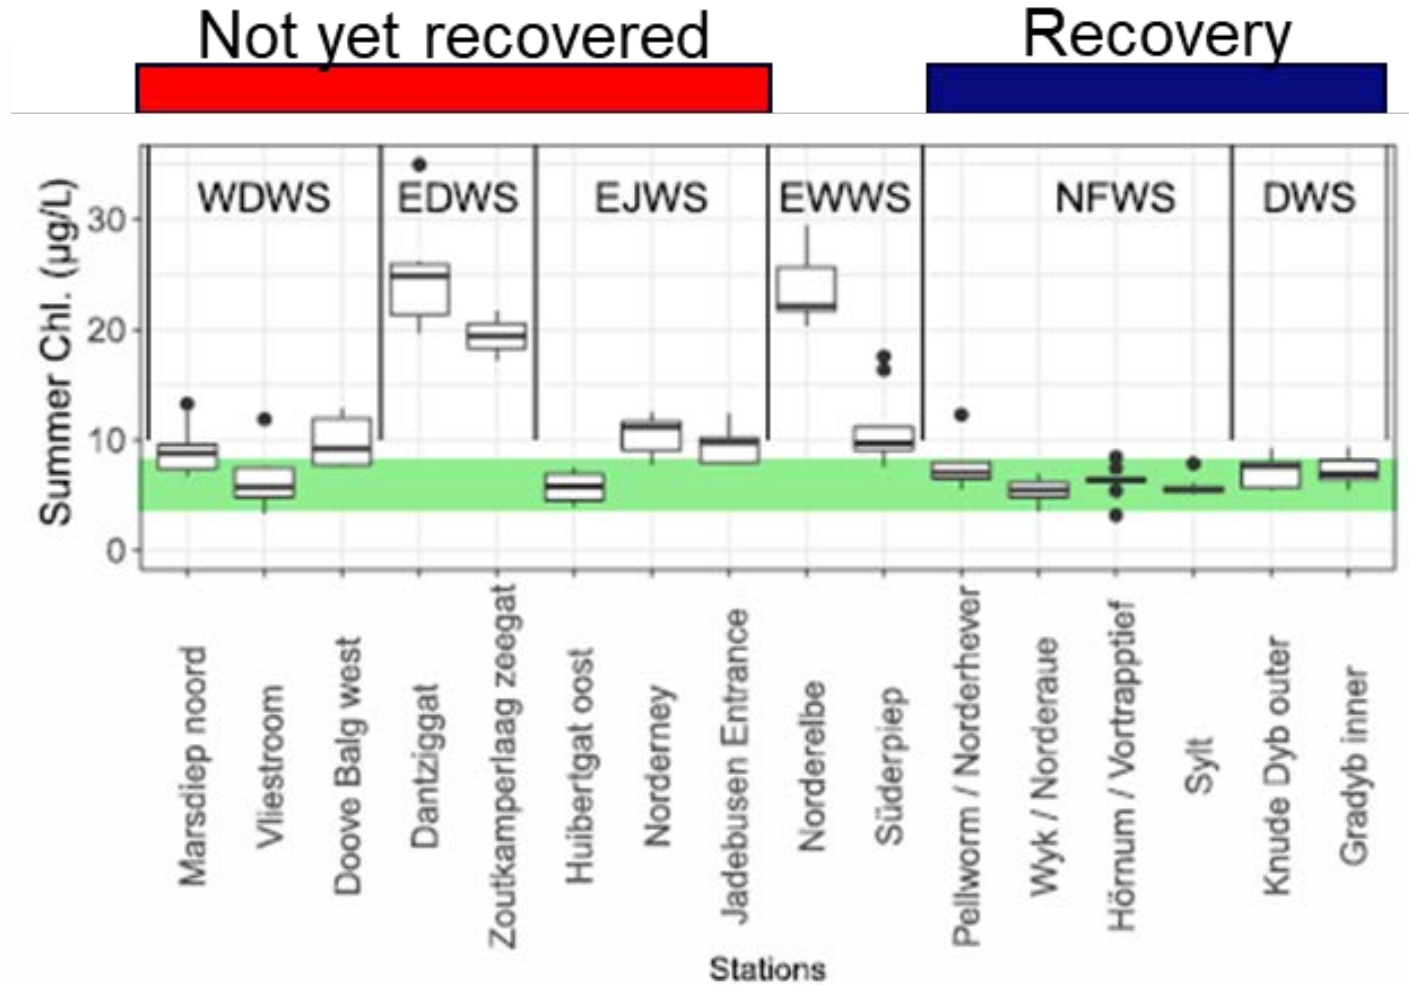 Not yet recovered
Recovery
WDWS
EDWS
EJWS
EWWS
NFWS
DWS
Summer Chl. (µg/L)
30
20
10
0
Marsdiep noord
Vliestroom
Doove Balg west
Dantziggat
Zoutkamperlaag zeegat
Huibertgat oost
Norderney
Jadebusen Entrance
Norderelbe
Süderpiep
Pellworm / Norderhever
Wyk / Norderaue
Hörnum / Vortrapptief
Sylt
Knude Dyb outer
Gradyb inner
Stations